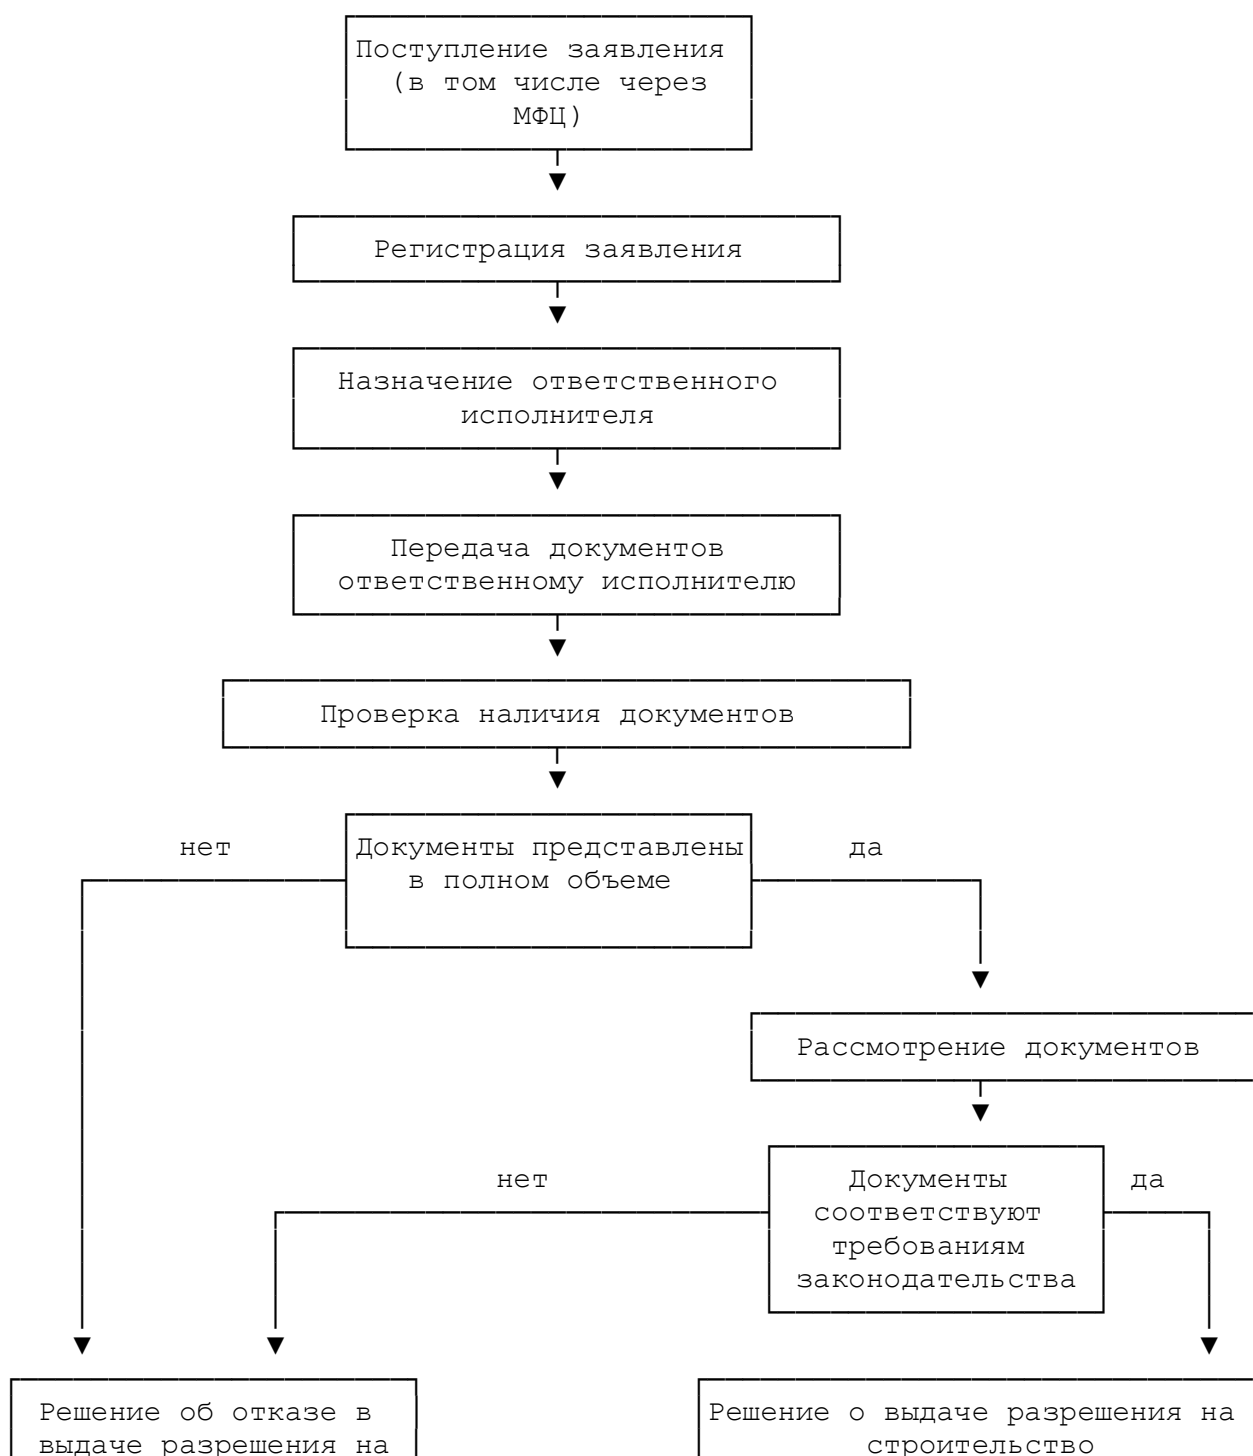 Поступление заявления
(в том числе через
МФЦ)
Регистрация заявления
Назначение ответственного
исполнителя
Передача документов
ответственному исполнителю
Проверка наличия документов
нет
Документы представлены
в полном объеме
да
Рассмотрение документов
нет
Документы
соответствуют
требованиям
законодательства
да
Решение об отказе в
выдаче разрешения на
Решение о выдаче разрешения на
строительство